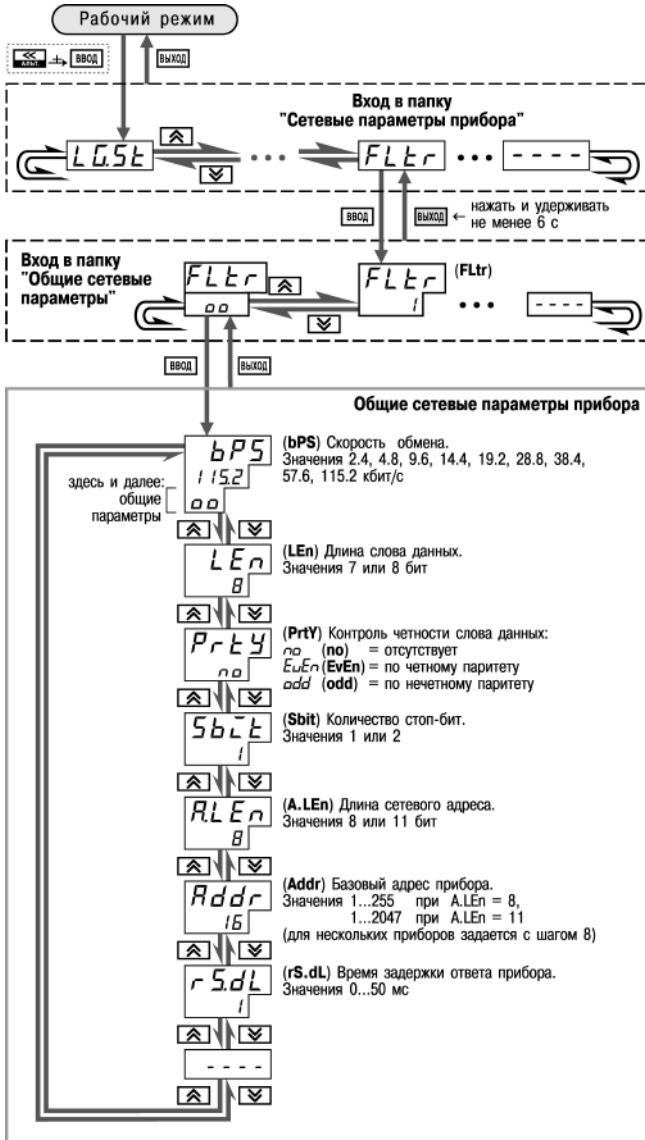 Рабочий режим
≪
АЛЬТ.
ВВОД
ВЫХОД
Вход в папку
"Сетевые параметры прибора"
LG.St
• • •
FLtr
• • •
- - - -
ВВОД
ВЫХОД
нажать и удерживать
не менее 6 с
Вход в папку
"Общие сетевые
параметры"
FLtr
oo
FLtr
1
(FLtr)
• • •
- - - -
ВВОД
ВЫХОД
Общие сетевые параметры прибора
bPS
115.2
oo
здесь и далее:
общие
параметры
(bPS) Скорость обмена.
Значения 2.4, 4.8, 9.6, 14.4, 19.2, 28.8, 38.4,
57.6, 115.2 кбит/с
LEn
8
(LEn) Длина слова данных.
Значения 7 или 8 бит
PrtY
no
(PrtY) Контроль четности слова данных:
no (no) = отсутствует
EvEn (EvEn) = по четному паритету
odd (odd) = по нечетному паритету
Sbit
1
(Sbit) Количество стоп-бит.
Значения 1 или 2
A.LEn
8
(A.LEn) Длина сетевого адреса.
Значения 8 или 11 бит
Addr
16
(Addr) Базовый адрес прибора.
Значения 1...255 при A.LEn = 8,
1...2047 при A.LEn = 11
(для нескольких приборов задается с шагом 8)
rS.dL
1
(rS.dL) Время задержки ответа прибора.
Значения 0...50 мс
- - - -